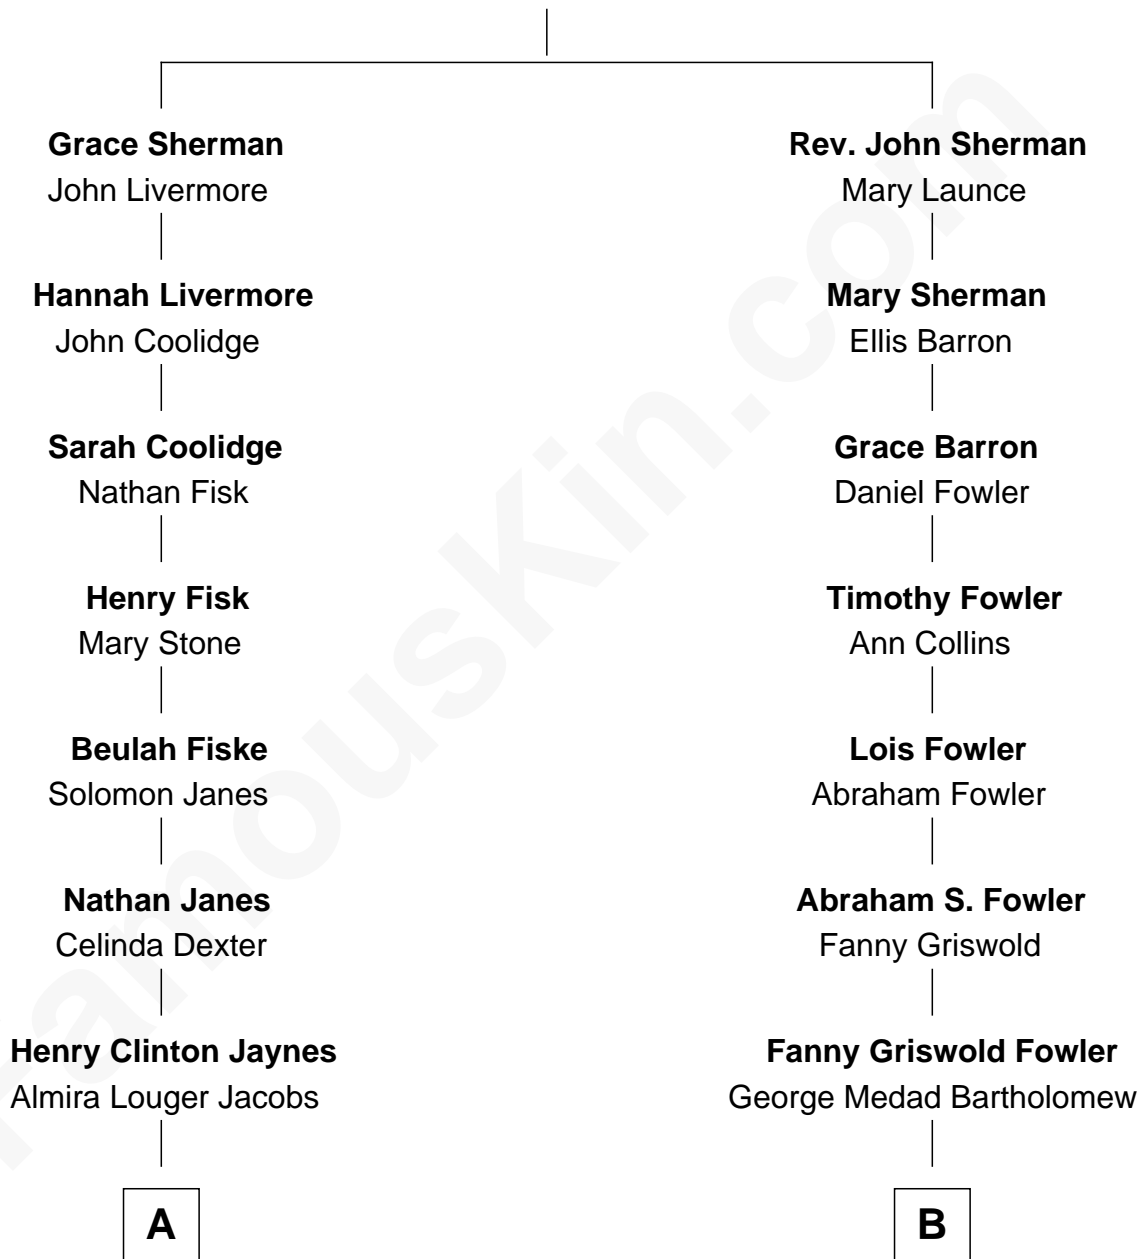 Grace Sherman
John Livermore
Rev. John Sherman
Mary Launce
Hannah Livermore
John Coolidge
Mary Sherman
Ellis Barron
Sarah Coolidge
Nathan Fisk
Grace Barron
Daniel Fowler
Henry Fisk
Mary Stone
Timothy Fowler
Ann Collins
Beulah Fiske
Solomon Janes
Lois Fowler
Abraham Fowler
Nathan Janes
Celinda Dexter
Abraham S. Fowler
Fanny Griswold
Henry Clinton Jaynes
Almira Louger Jacobs
Fanny Griswold Fowler
George Medad Bartholomew
A
B
FamousKin.com